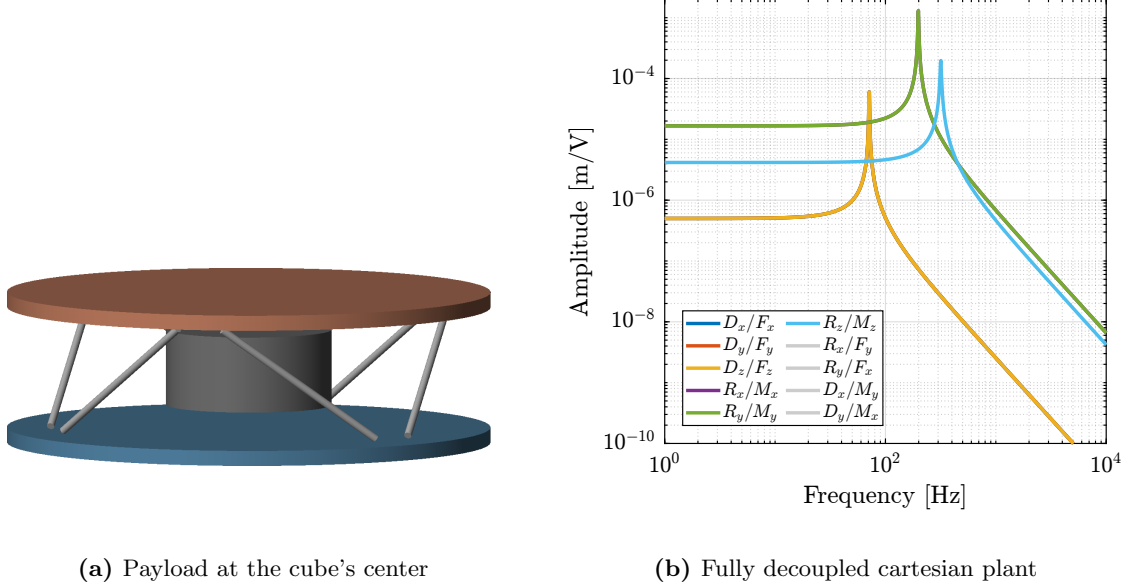 10^{-4}
10^{-6}
10^{-8}
10^{-10}
Amplitude [m/V]
D_x/F_x
D_y/F_y
D_z/F_z
R_x/M_x
R_y/M_y
R_z/M_z
R_x/F_y
R_y/F_x
D_x/M_y
D_y/M_x
10^0 10^2 10^4
Frequency [Hz]
(a) Payload at the cube's center
(b) Fully decoupled cartesian plant